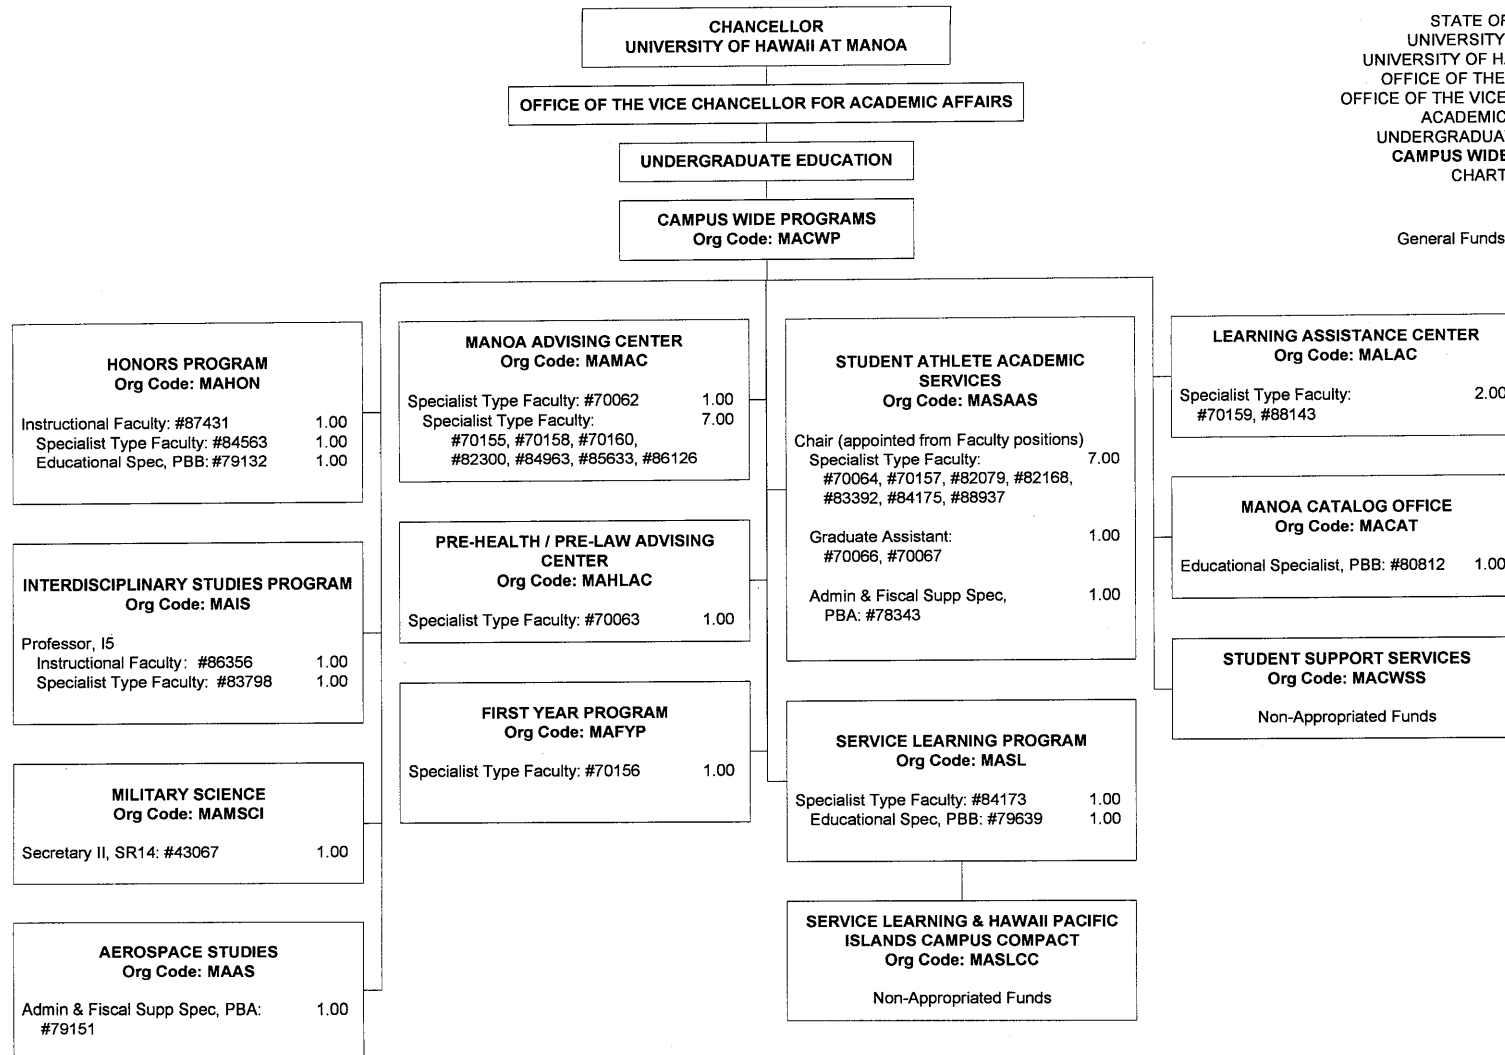 CHANCELLOR
UNIVERSITY OF HAWAII AT MANOA
OFFICE OF THE VICE CHANCELLOR FOR ACADEMIC AFFAIRS
UNDERGRADUATE EDUCATION
CAMPUS WIDE PROGRAMS
Org Code: MACWP
STATE OF
UNIVERSITY
UNIVERSITY OF
OFFICE OF THE
OFFICE OF THE VICE
ACADEMIC
CAMPUS WIDE
CHART
General Funds
HONORS PROGRAM
Org Code: MAHON
Instructional Faculty: #87431 1.00
Specialist Type Faculty: #84563 1.00
Educational Spec, PBB: #79132 1.00
INTERDISCIPLINARY STUDIES PROGRAM
Org Code: MAIS
Professor, I5
Instructional Faculty: #86356 1.00
Specialist Type Faculty: #83798 1.00
MILITARY SCIENCE
Org Code: MAMSCI
Secretary II, SR14: #43067 1.00
AEROSPACE STUDIES
Org Code: MAAS
Admin & Fiscal Supp Spec, PBA: 1.00
#79151
MANOA ADVISING CENTER
Org Code: MAMAC
Specialist Type Faculty: #70062 1.00
Specialist Type Faculty: 7.00
#70155, #70158, #70160,
#82300, #84963, #85633, #86126
PRE-HEALTH / PRE-LAW ADVISING
CENTER
Org Code: MAHLAC
Specialist Type Faculty: #70063 1.00
FIRST YEAR PROGRAM
Org Code: MAFYP
Specialist Type Faculty: #70156 1.00
STUDENT ATHLETE ACADEMIC
SERVICES
Org Code: MASAAS
Chair (appointed from Faculty positions)
Specialist Type Faculty: 7.00
#70064, #70157, #82079, #82168,
#83392, #84175, #88937
Graduate Assistant: 1.00
#70066, #70067
Admin & Fiscal Supp Spec, 1.00
PBA: #78343
SERVICE LEARNING PROGRAM
Org Code: MASL
Specialist Type Faculty: #84173 1.00
Educational Spec, PBB: #79639 1.00
SERVICE LEARNING & HAWAII PACIFIC
ISLANDS CAMPUS COMPACT
Org Code: MASLCC
Non-Appropriated Funds
LEARNING ASSISTANCE CENTER
Org Code: MALAC
Specialist Type Faculty: 2.00
#70159, #88143
MANOA CATALOG OFFICE
Org Code: MACAT
Educational Specialist, PBB: #80812 1.00
STUDENT SUPPORT SERVICES
Org Code: MACWSS
Non-Appropriated Funds